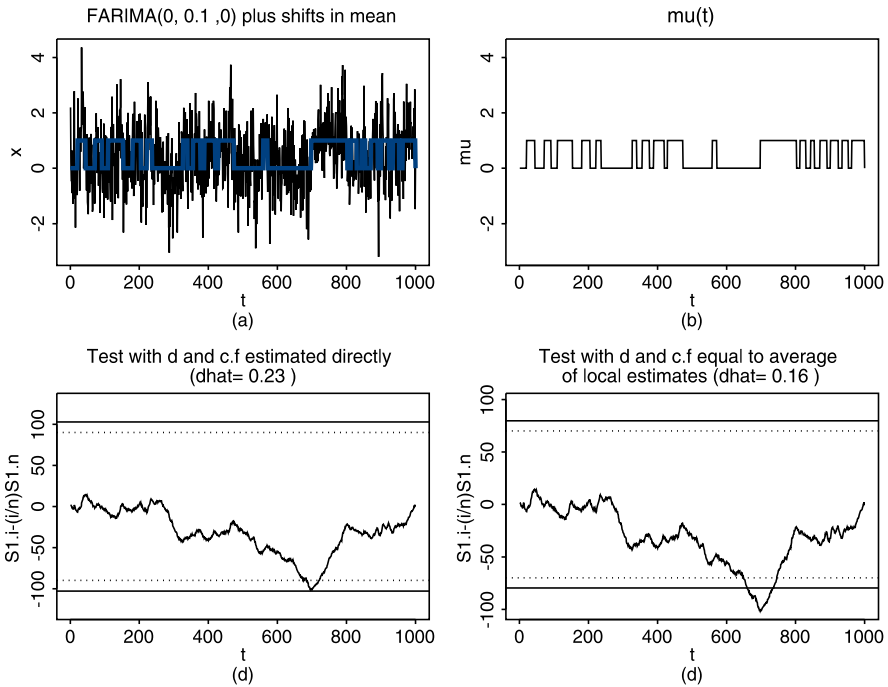 FARIMA(0, 0.1 ,0) plus shifts in mean
x
4
2
0
-2
0 200 400 600 800 1000
t
(a)
mu(t)
mu
4
2
0
-2
0 200 400 600 800 1000
t
(b)
Test with d and c.f estimated directly
(dhat= 0.23 )
S1.i-(i/n)S1.n
100
50
0
-50
-100
0 200 400 600 800 1000
t
(d)
Test with d and c.f equal to average
of local estimates (dhat= 0.16 )
S1.i-(i/n)S1.n
100
50
0
-50
-100
0 200 400 600 800 1000
t
(d)